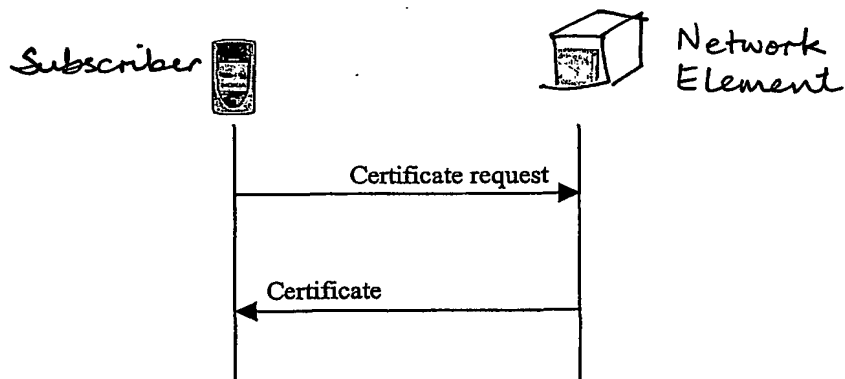 Subscriber
Network
Element
Certificate request
Certificate